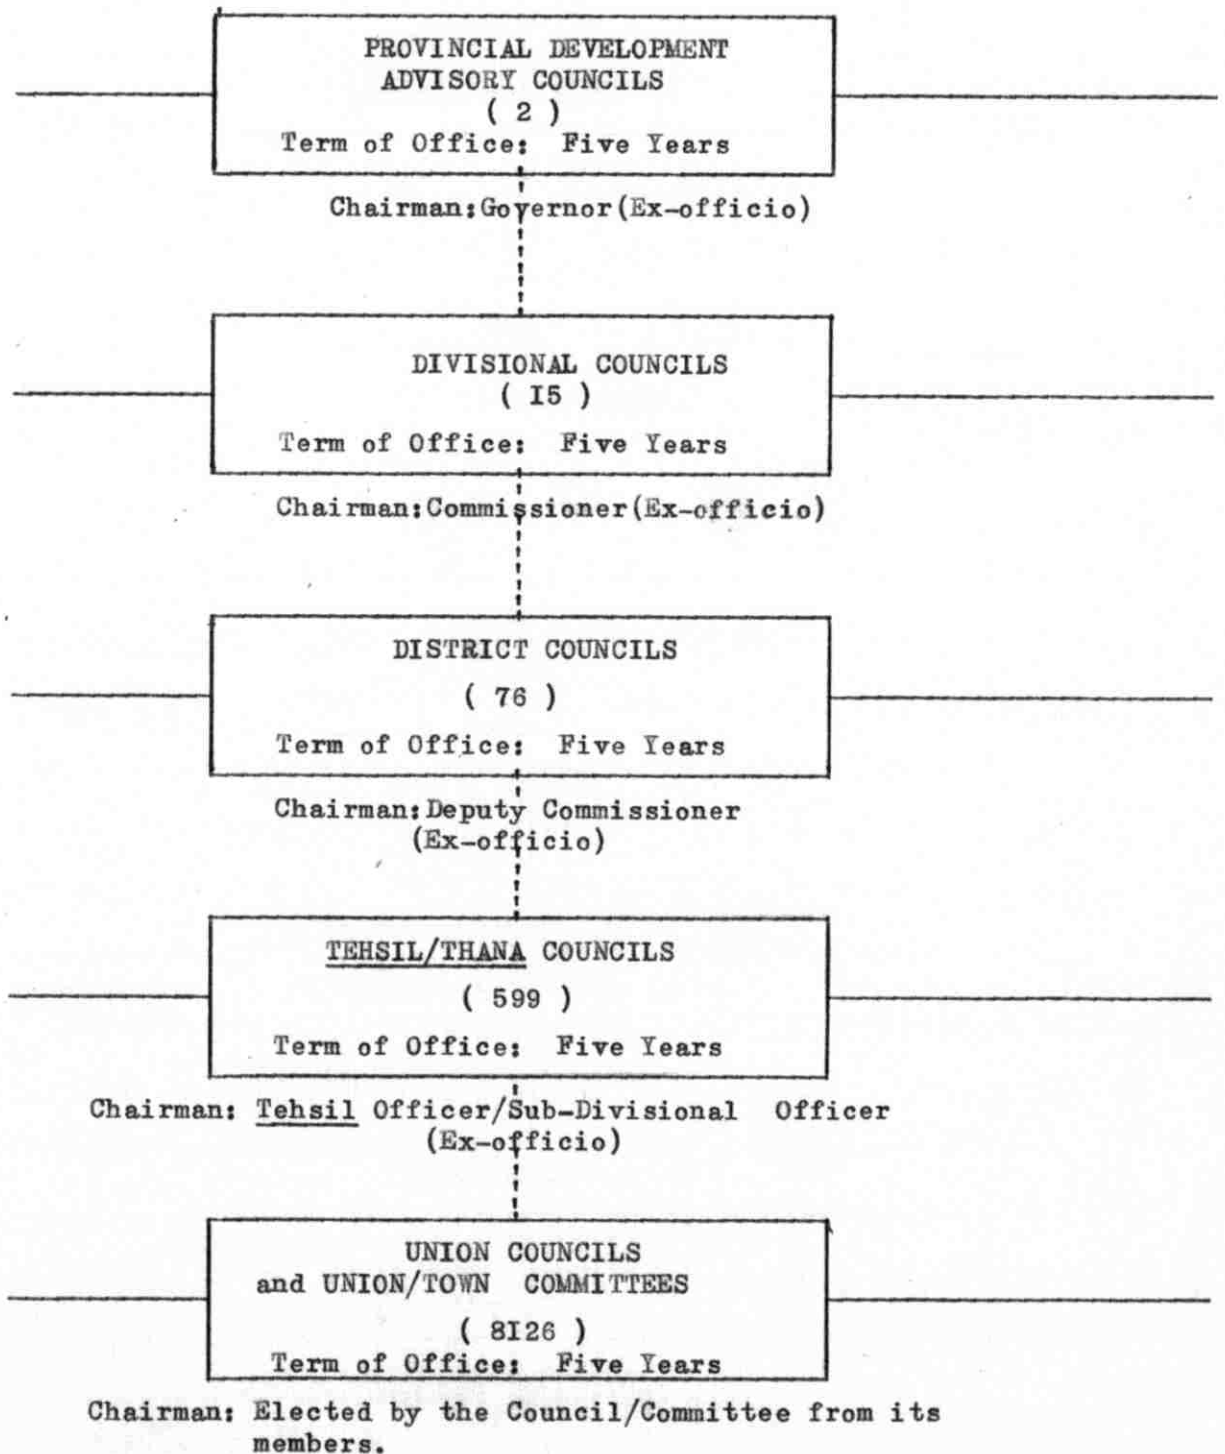 PROVINCIAL DEVELOPMENT
ADVISORY COUNCILS
( 2 )
Term of Office: Five Years
Chairman:Governor(Ex-officio)
DIVISIONAL COUNCILS
( I5 )
Term of Office: Five Years
Chairman:Commissioner(Ex-officio)
DISTRICT COUNCILS
( 76 )
Term of Office: Five Years
Chairman:Deputy Commissioner
(Ex-officio)
TEHSIL/THANA COUNCILS
( 599 )
Term of Office: Five Years
Chairman: Tehsil Officer/Sub-Divisional Officer
(Ex-officio)
UNION COUNCILS
and UNION/TOWN COMMITTEES
( 8I26 )
Term of Office: Five Years
Chairman: Elected by the Council/Committee from its
members.